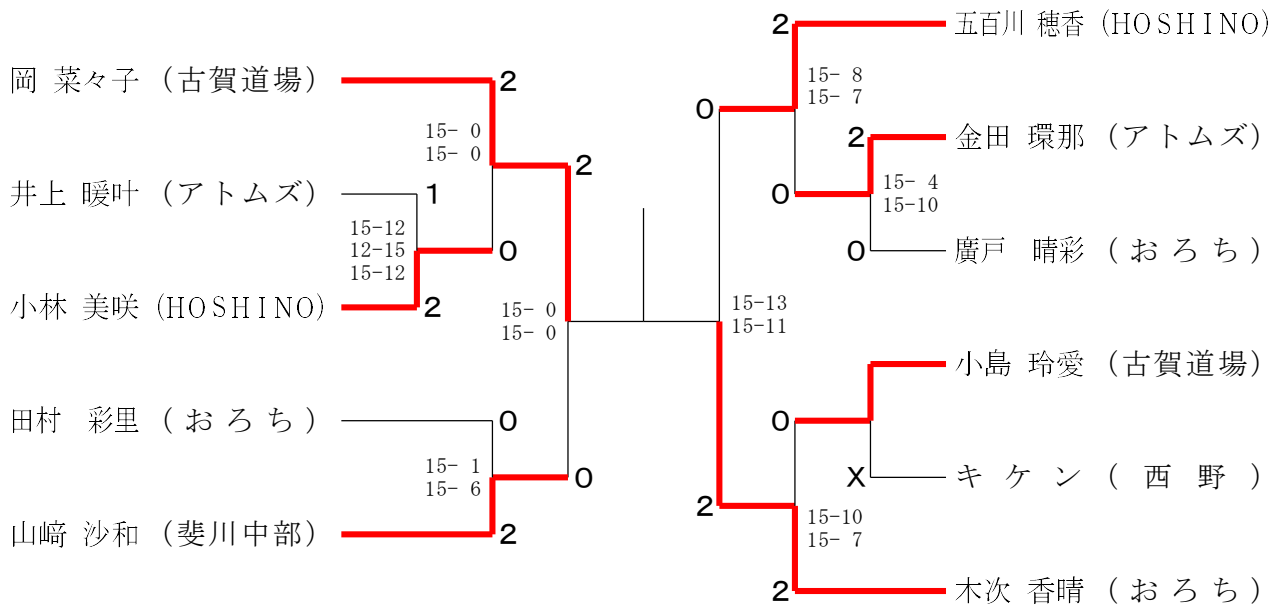 岡 菜々子 (古賀道場)
2
15- 0
15- 0
2
井上 暖叶 (アトムズ)
1
15-12
12-15
15-12
0
小林 美咲 (HOSHINO)
2
15- 0
15- 0
田村 彩里 (おろち)
0
15- 1
15- 6
0
山﨑 沙和 (斐川中部)
2
2
五百川 穂香 (HOSHINO)
15- 8
15- 7
0
2
金田 環那 (アトムズ)
0
15- 4
15-10
0
廣戸 晴彩 (おろち)
15-13
15-11
小島 玲愛 (古賀道場)
0
X
キケン (西野)
2
15-10
15- 7
2
木次 香晴 (おろち)